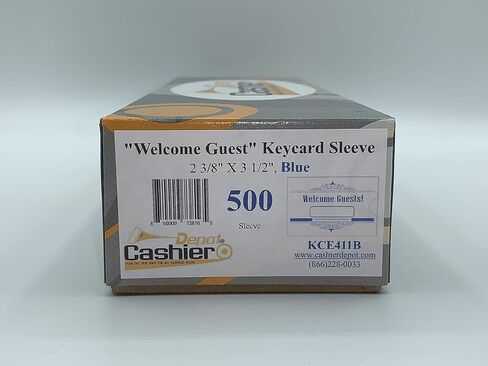 Cashier
"Welcome Guest" Keycard Sleeve
2 3/8" X 3 1/2", Blue
500
Sleeve
Welcome Guests!
Depot
Cashier
KCE411B
www.cashierdepot.com
(866)228-0033